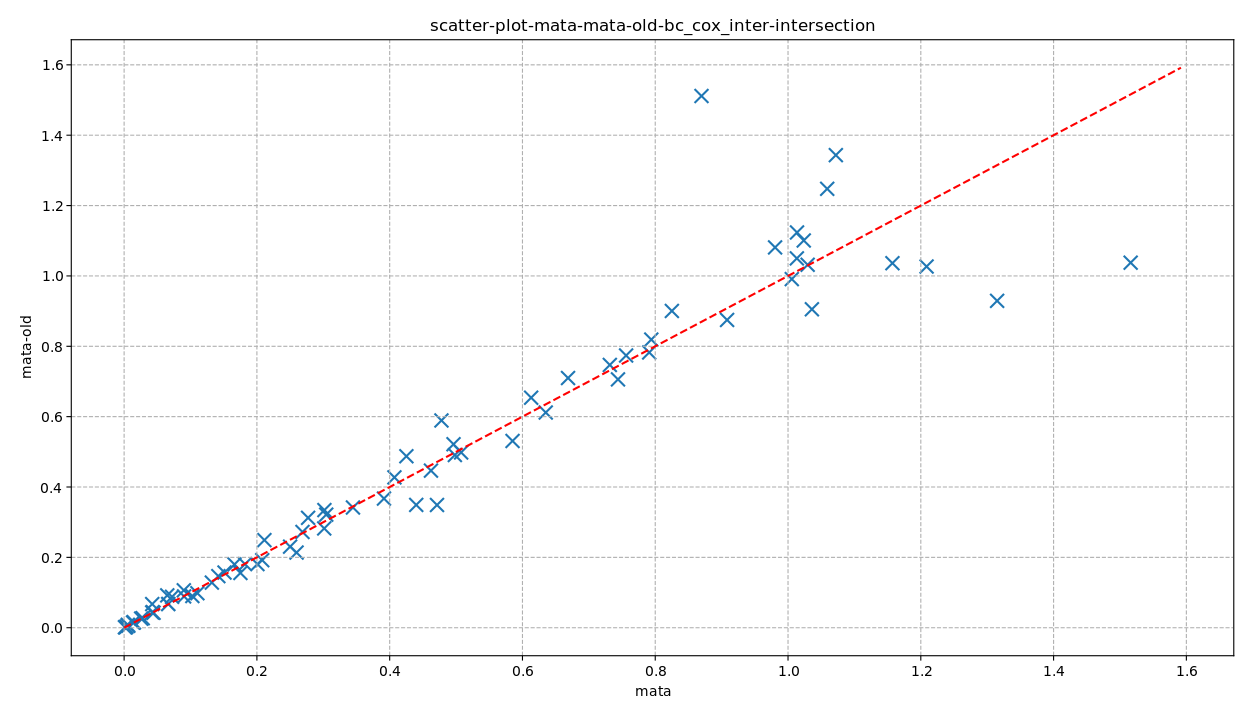 scatter-plot-mata-mata-old-bc_cox_inter-intersection
1.6
1.4
1.2
1.0
0.8
0.6
0.4
0.2
0.0
mata-old
0.0 0.2 0.4 0.6 0.8 1.0 1.2 1.4 1.6
mata